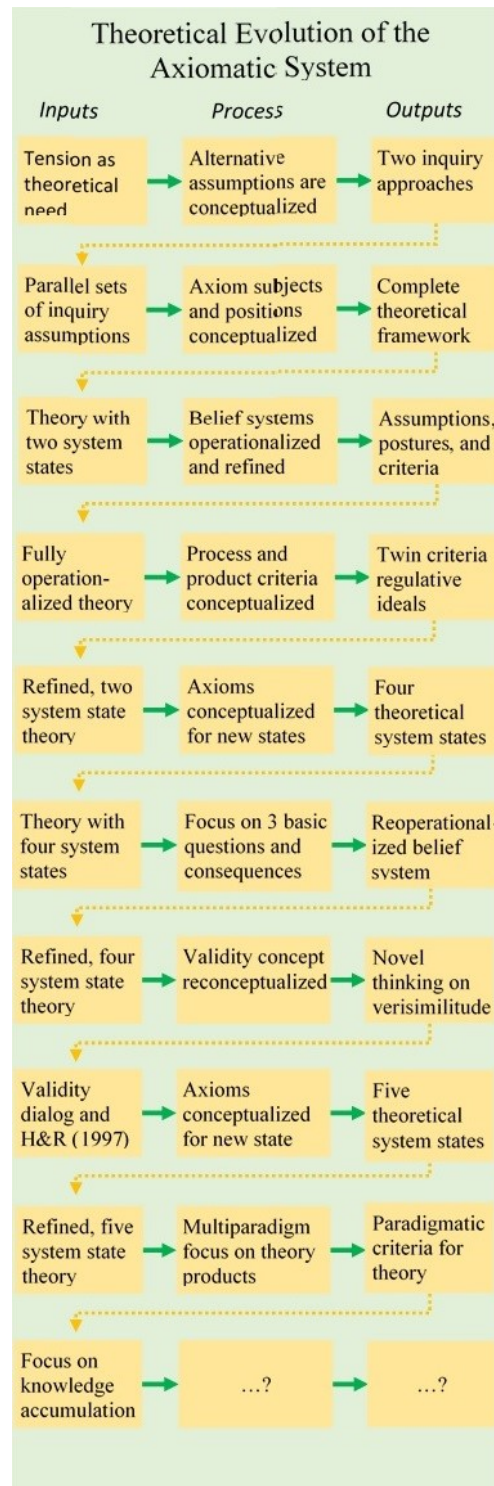 Theoretical Evolution of the
Axiomatic System
Inputs
Process
Outputs
Tension as
theoretical
need
Alternative
assumptions are
conceptualized
Two inquiry
approaches
Parallel sets
of inquiry
assumptions
Axiom subjects
and positions
conceptualized
Complete
theoretical
framework
Theory with
two system
states
Belief systems
operationalized
and refined
Assumptions,
postures, and
criteria
Fully
operation-
alized theory
Process and
product criteria
conceptualized
Twin criteria
regulative
ideals
Refined, two
system state
theory
Axioms
conceptualized
for new states
Four
theoretical
system states
Theory with
four system
states
Focus on 3 basic
questions and
consequences
Reoperational-
ized belief
system
Refined, four
system state
theory
Validity concept
reconceptualized
Novel
thinking on
verisimilitude
Validity
dialog and
H&R (1997)
Axioms
conceptualized
for new state
Five
theoretical
system states
Refined, five
system state
theory
Multiparadigm
focus on theory
products
Paradigmatic
criteria for
theory
Focus on
knowledge
accumulation
...?
...?